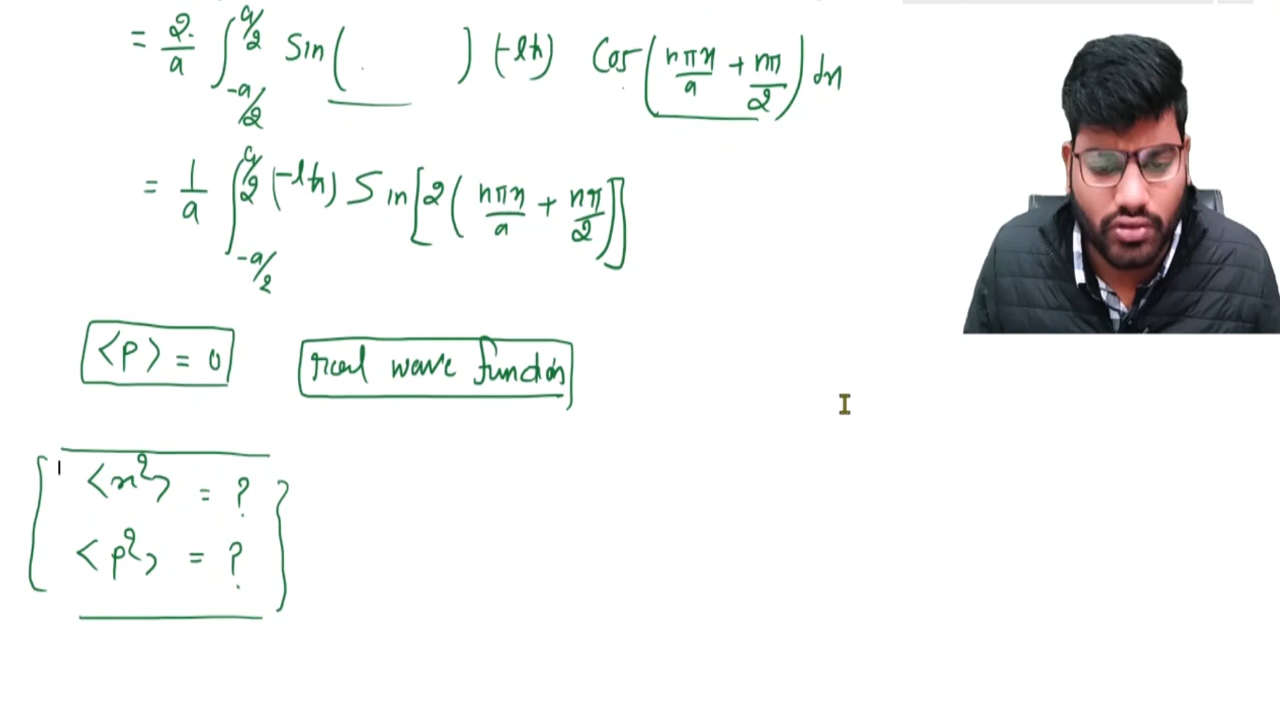 = 2/a ∫_{-a/2}^{a/2} Sin( ) (-iħ) Cos(nπx/a + nπ/2) dx
= 1/a ∫_{-a/2}^{a/2} (-iħ) Sin[2(nπx/a + nπ/2)]
<p> = 0 real wave function
<x²> = ?
<p²> = ?